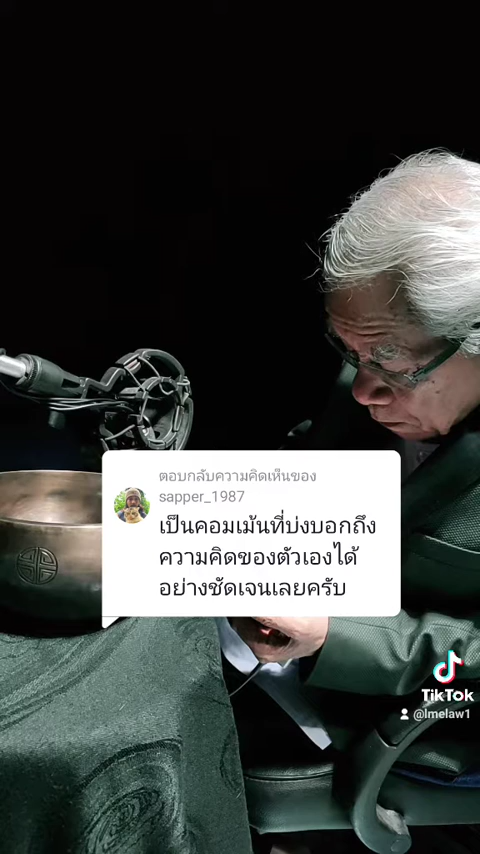 ตอบกลับความคิดเห็นของ
sapper_1987
เป็นคอมเม้นที่บ่งบอกถึง
ความคิดของตัวเองได้
อย่างชัดเจนเลยครับ
TikTok
@lmelaw1